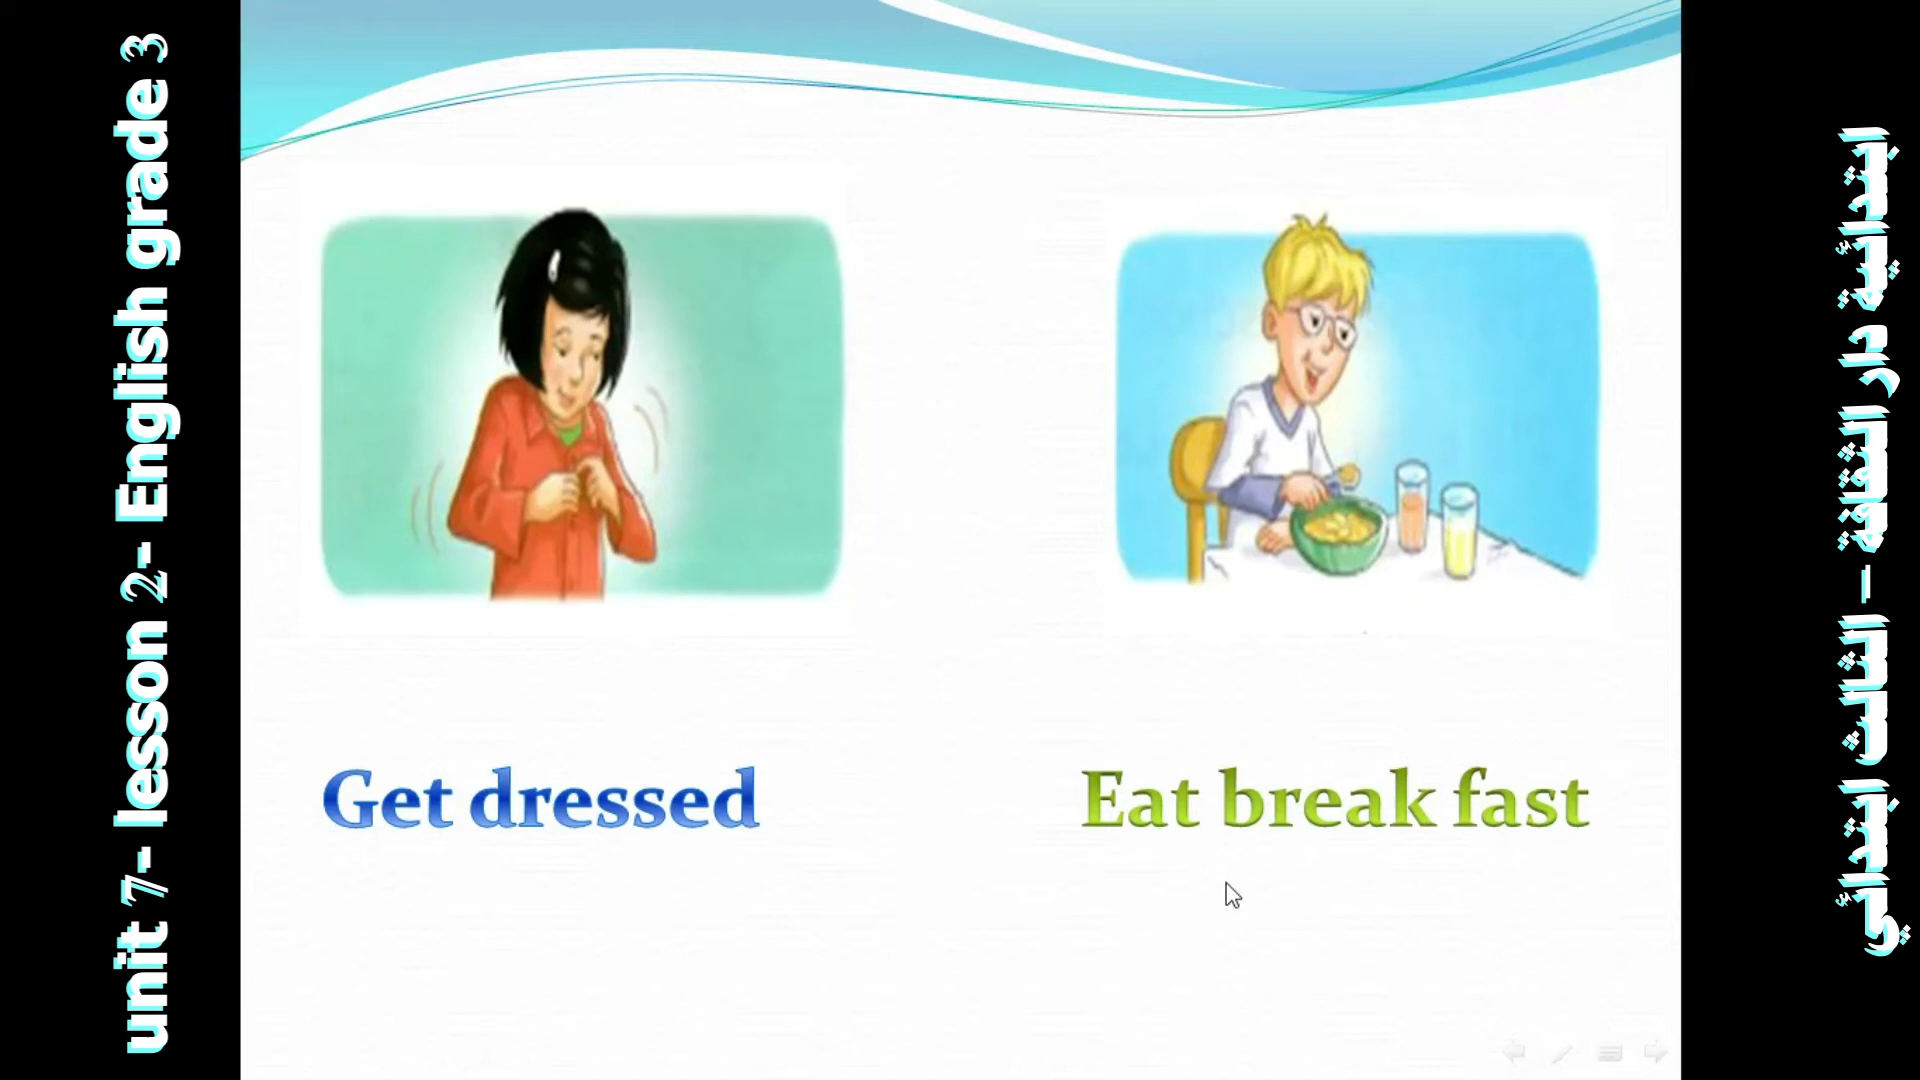 unit 7- lesson 2- English grade 3
Get dressed
Eat break fast
ابتدائية دار الثقافة – الثالث ابتدائي